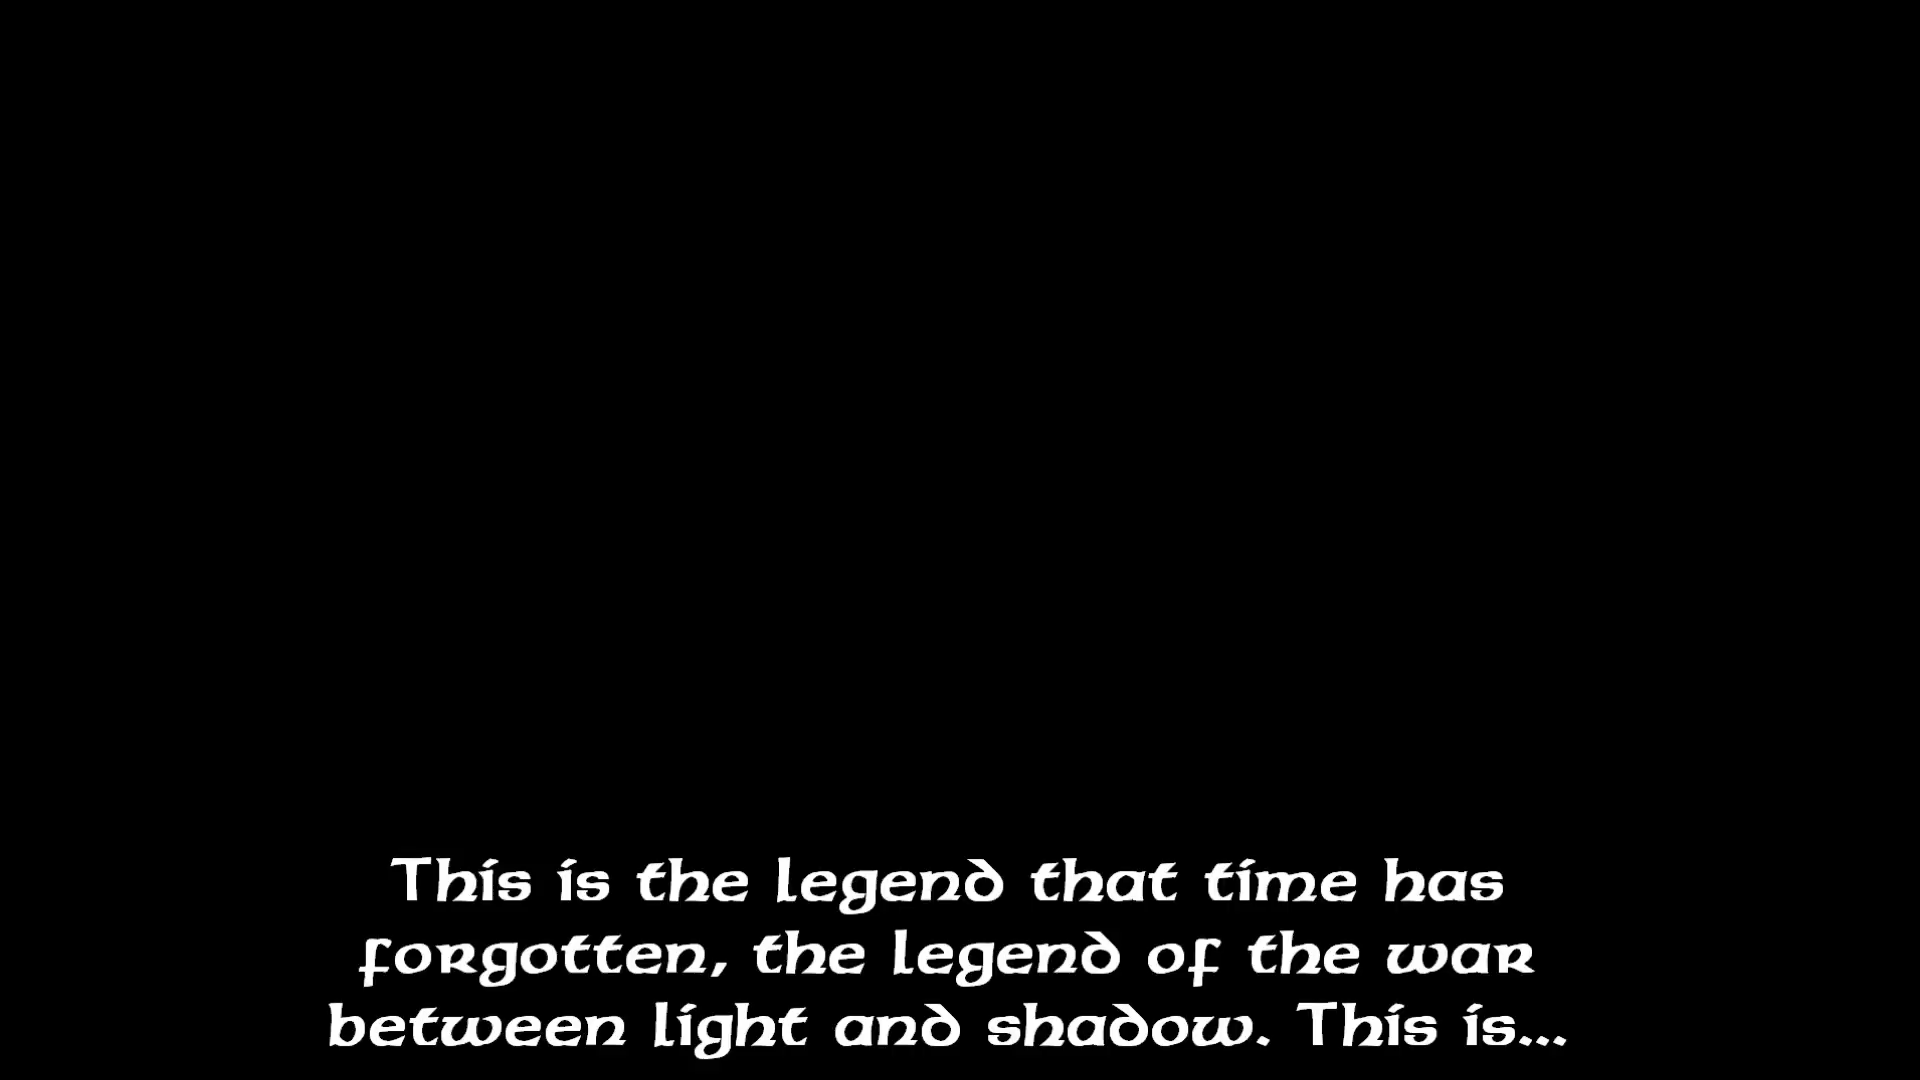 This is the legend that time has
forgotten, the legend of the war
between light and shadow. This is...